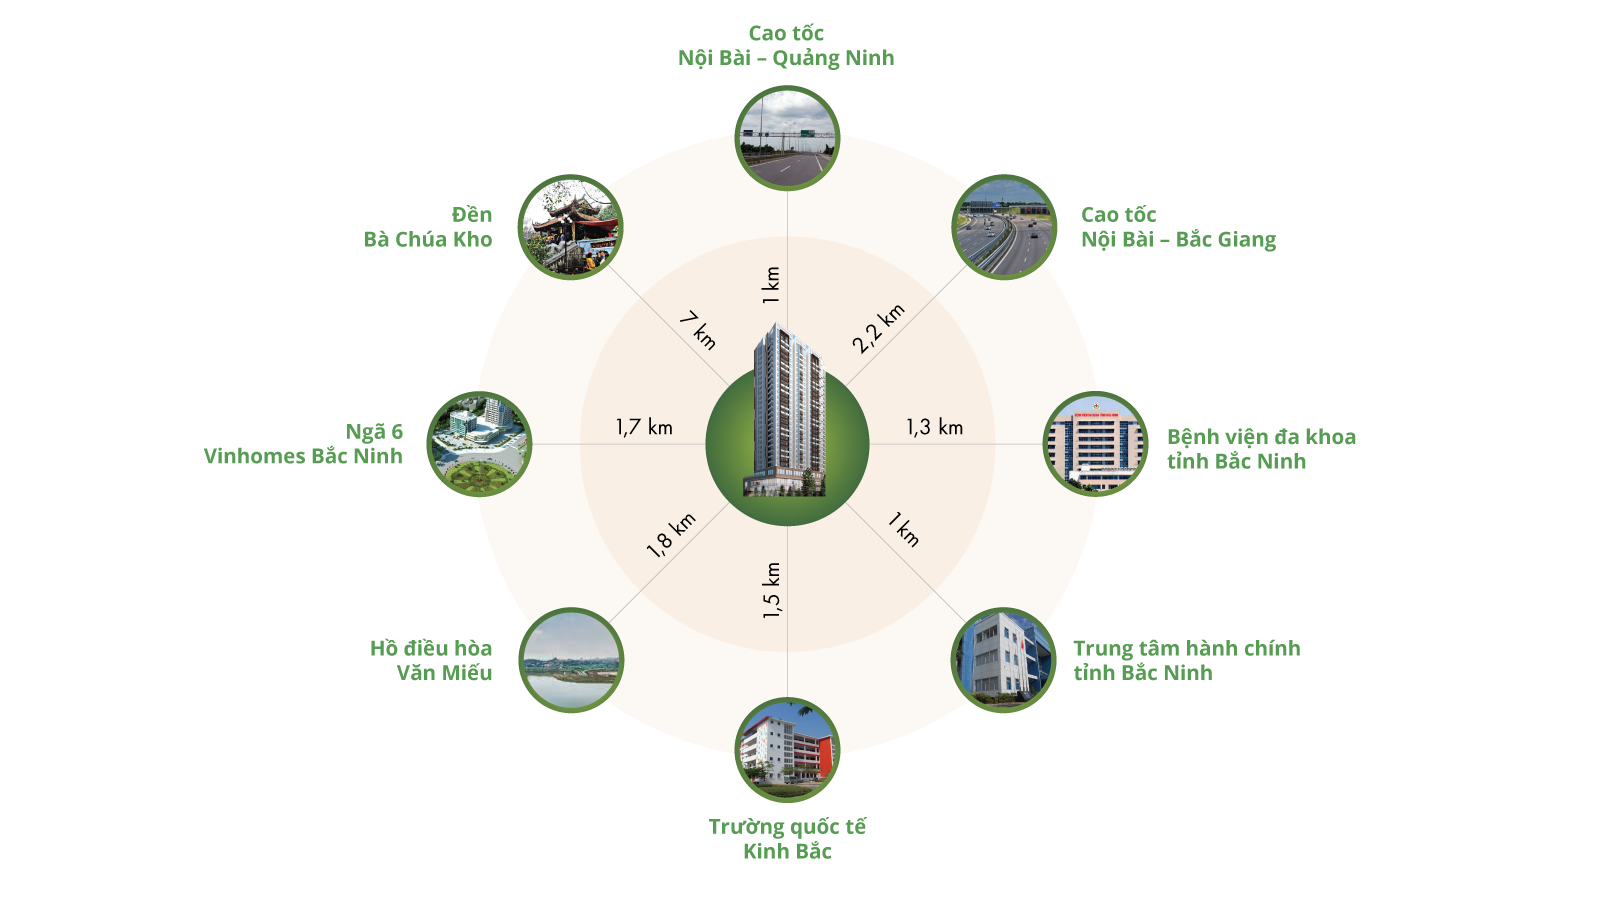 Cao tốc
Nội Bài – Quảng Ninh
Đền
Bà Chúa Kho
Cao tốc
Nội Bài – Bắc Giang
1 km
7 km
2,2 km
Ngã 6
Vinhomes Bắc Ninh
1,7 km
1,3 km
Bệnh viện đa khoa
tỉnh Bắc Ninh
1,8 km
1,5 km
1 km
Hồ điều hòa
Văn Miếu
Trung tâm hành chính
tỉnh Bắc Ninh
Trường quốc tế
Kinh Bắc